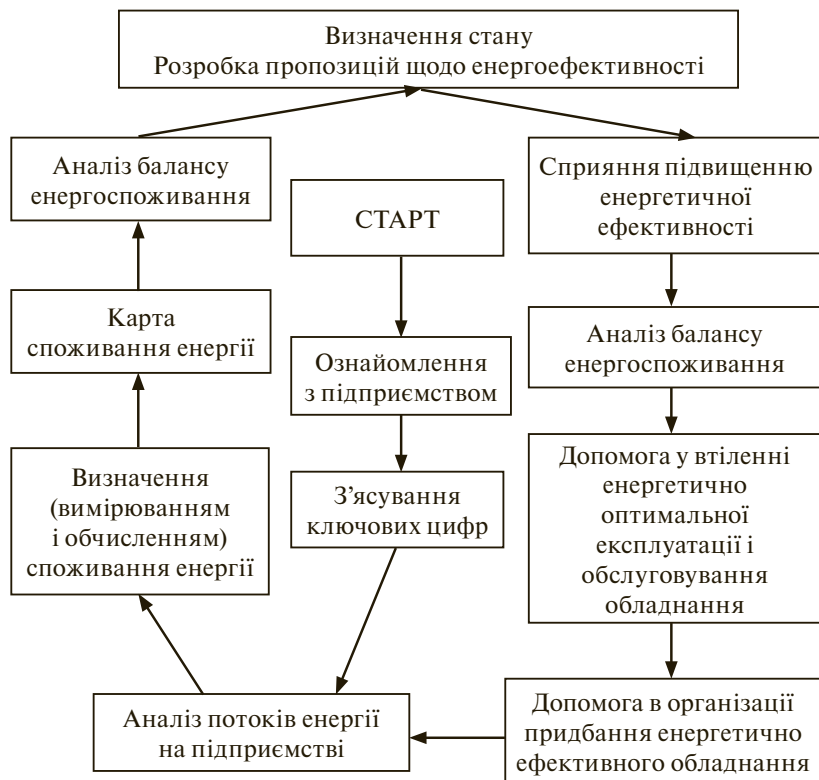 Визначення стану
Розробка пропозицій щодо енергоефективності
Аналіз балансу
енергоспоживання
СТАРТ
Сприяння підвищенню
енергетичної
ефективності
Карта
споживання енергії
Ознайомлення
з підприємством
Аналіз балансу
енергоспоживання
Визначення
(вимірюванням
і обчисленням)
споживання енергії
З'ясування
ключових цифр
Допомога у втіленні
енергетично
оптимальної
експлуатації і
обслуговування
обладнання
Аналіз потоків енергії
на підприємстві
Допомога в організації
придбання енергетично
ефективного обладнання